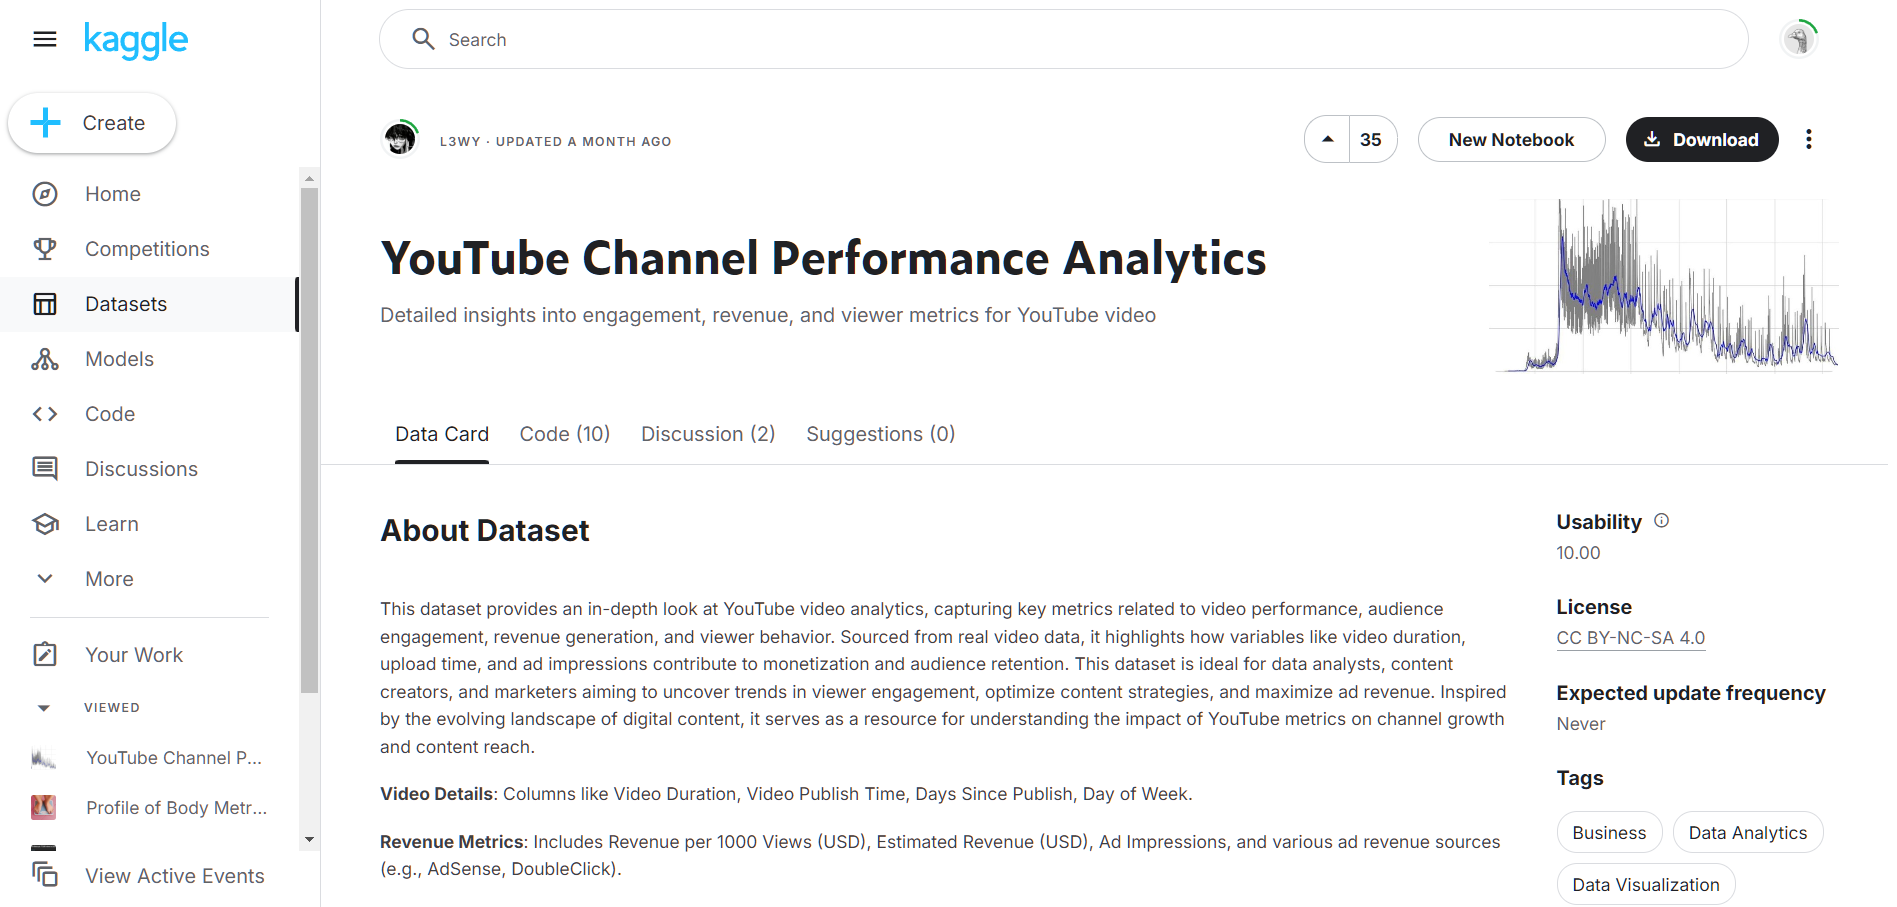 kaggle
Search
Create
Home
Competitions
Datasets
Models
Code
Discussions
Learn
More
Your Work
VIEWED
YouTube Channel P...
Profile of Body Metr...
View Active Events
L3WY · UPDATED A MONTH AGO
35
New Notebook
Download
YouTube Channel Performance Analytics
Detailed insights into engagement, revenue, and viewer metrics for YouTube video
Data Card
Code (10)
Discussion (2)
Suggestions (0)
About Dataset
This dataset provides an in-depth look at YouTube video analytics, capturing key metrics related to video performance, audience
engagement, revenue generation, and viewer behavior. Sourced from real video data, it highlights how variables like video duration,
upload time, and ad impressions contribute to monetization and audience retention. This dataset is ideal for data analysts, content
creators, and marketers aiming to uncover trends in viewer engagement, optimize content strategies, and maximize ad revenue. Inspired
by the evolving landscape of digital content, it serves as a resource for understanding the impact of YouTube metrics on channel growth
and content reach.
Video Details: Columns like Video Duration, Video Publish Time, Days Since Publish, Day of Week.
Revenue Metrics: Includes Revenue per 1000 Views (USD), Estimated Revenue (USD), Ad Impressions, and various ad revenue sources
(e.g., AdSense, DoubleClick).
Usability
10.00
License
CC BY-NC-SA 4.0
Expected update frequency
Never
Tags
Business
Data Analytics
Data Visualization